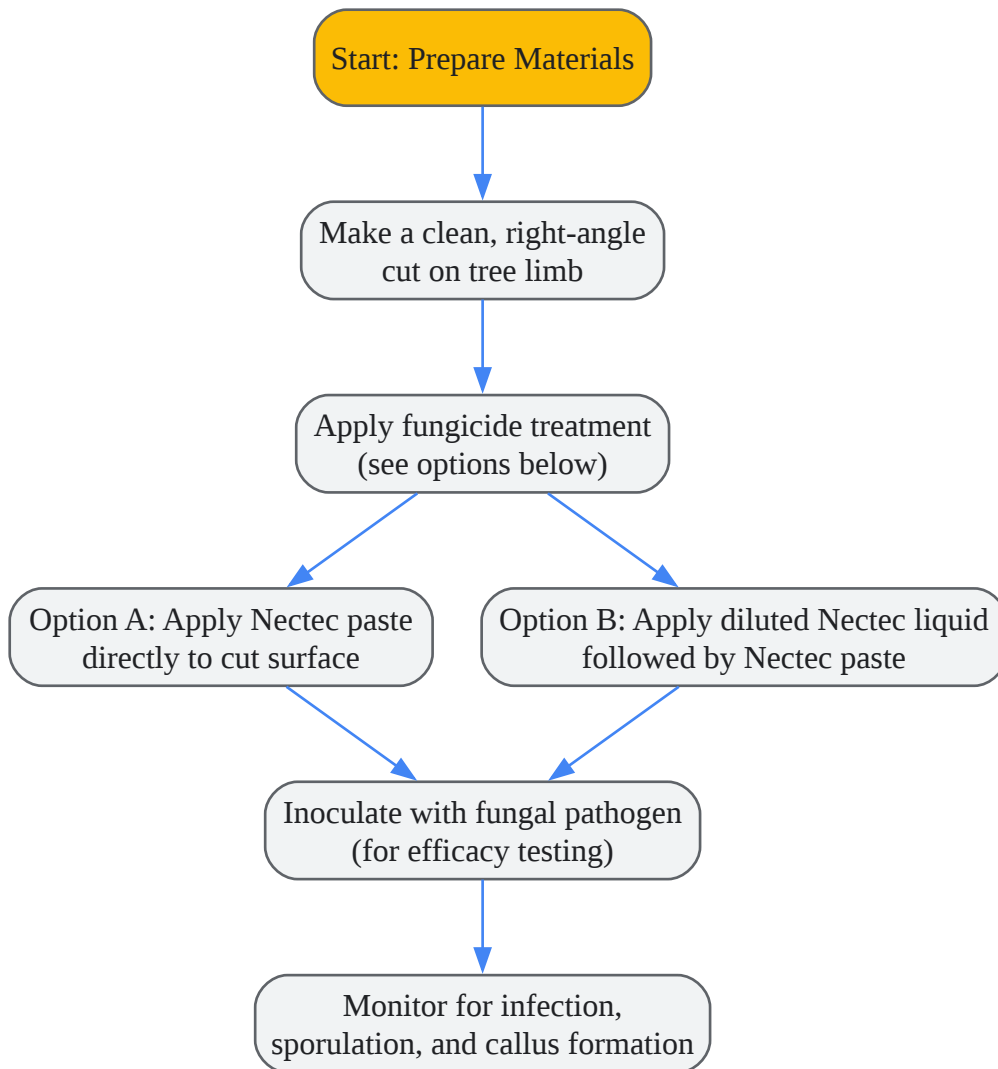 Start: Prepare Materials
Make a clean, right-angle
cut on tree limb
Apply fungicide treatment
(see options below)
Option A: Apply Nectec paste
directly to cut surface
Option B: Apply diluted Nectec liquid
followed by Nectec paste
Inoculate with fungal pathogen
(for efficacy testing)
Monitor for infection,
sporulation, and callus formation